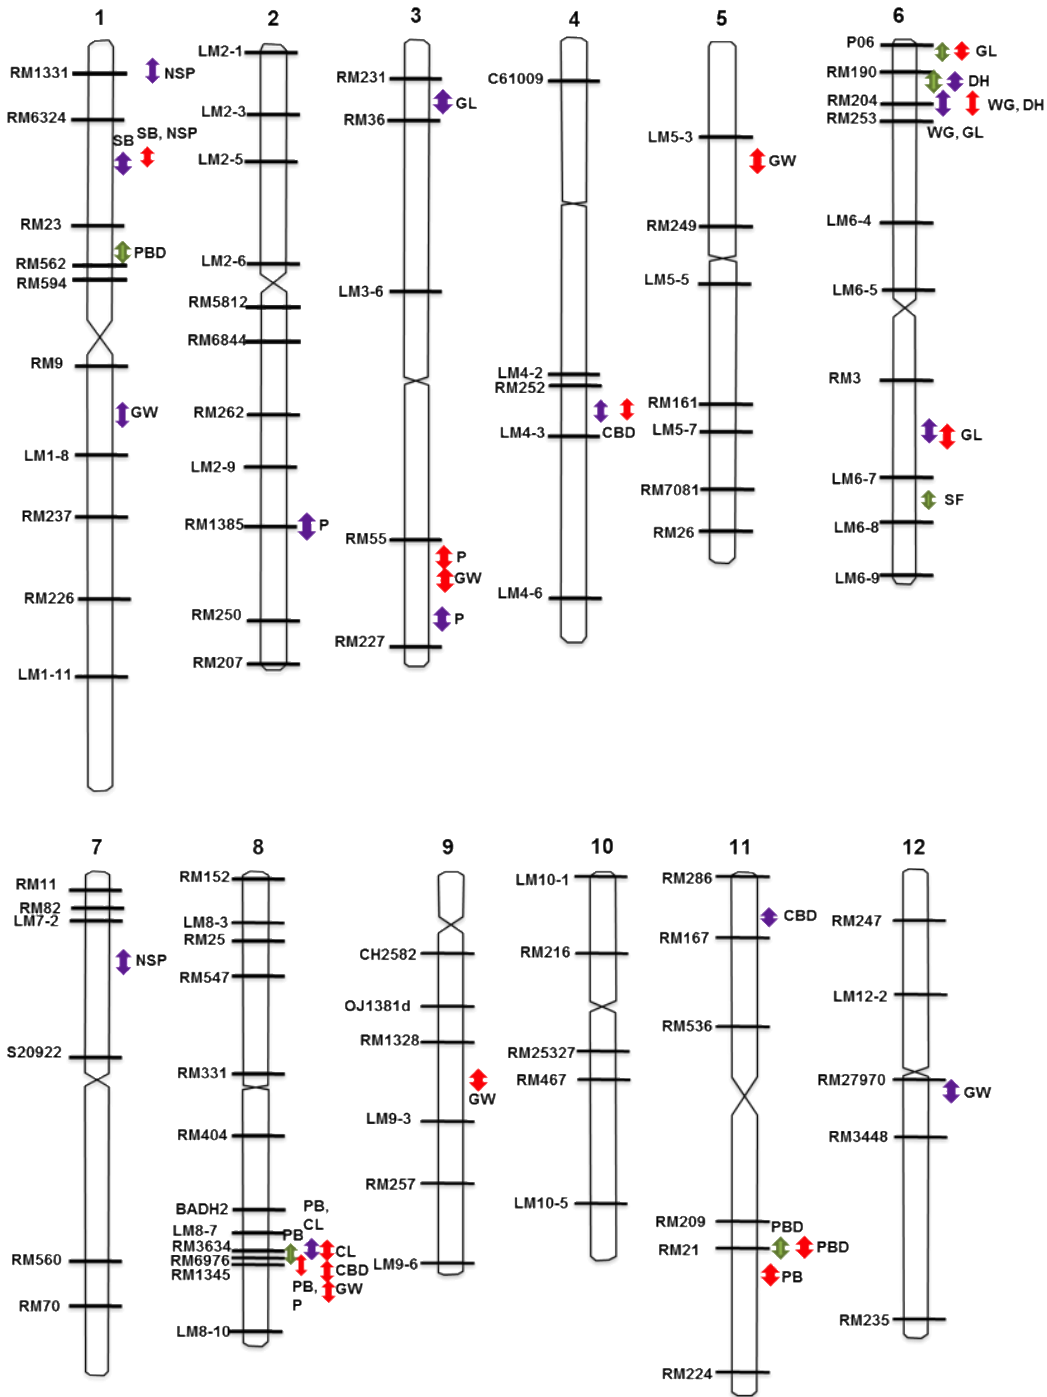 1
RM1331
NSP
RM6324
SB, NSP
SB
RM23
PBD
RM562
RM594
RM9
GW
LM1-8
RM237
RM226
LM1-11
2
LM2-1
LM2-3
LM2-5
LM2-6
RM5812
RM6844
RM262
LM2-9
RM1385
P
RM250
RM207
3
RM231
GL
RM36
LM3-6
RM55
P
GW
P
RM227
4
C61009
LM4-2
RM252
CBD
LM4-3
LM4-6
5
LM5-3
GW
RM249
LM5-5
RM161
LM5-7
RM7081
RM26
6
P06
GL
RM190
DH
RM204
WG, DH
RM253
WG, GL
LM6-4
LM6-5
RM3
GL
LM6-7
SF
LM6-8
LM6-9
7
RM11
RM82
LM7-2
NSP
S20922
RM560
RM70
8
RM152
LM8-3
RM25
RM547
RM331
RM404
BADH2
PB,
CL
LM8-7
PB
RM3634
CL
RM6976
CBD
RM1345
PB,
P
GW
LM8-10
9
CH2582
OJ1381d
RM1328
GW
LM9-3
RM257
LM9-6
10
LM10-1
RM216
RM25327
RM467
LM10-5
11
RM286
CBD
RM167
RM536
RM209
PBD
RM21
PBD
PB
RM224
12
RM247
LM12-2
RM27970
GW
RM3448
RM235